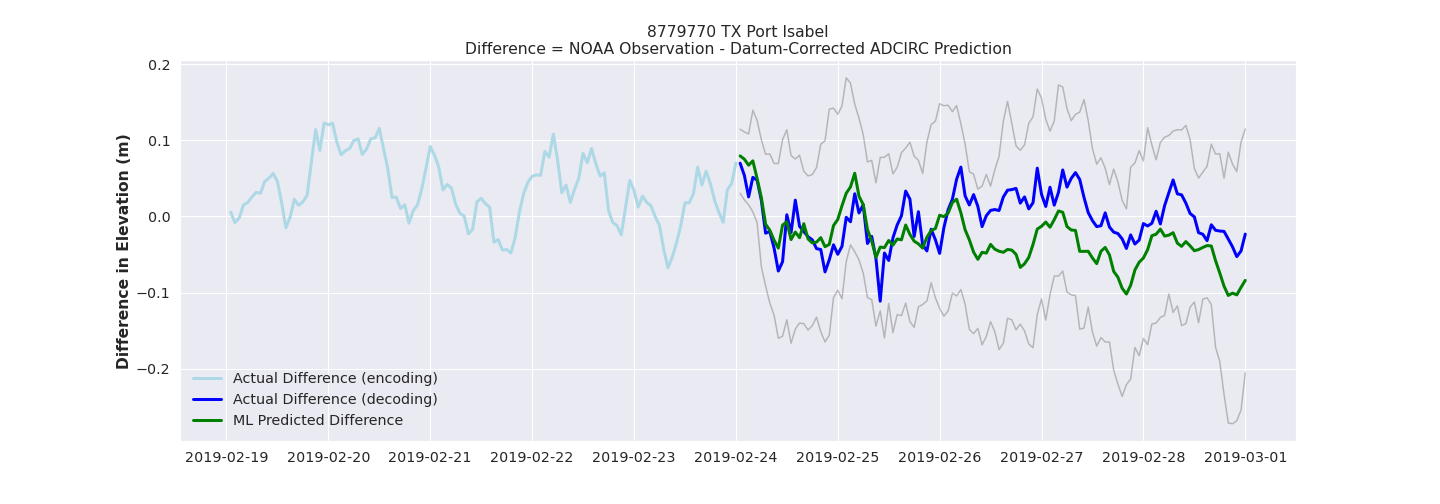 8779770 TX Port Isabel
Difference = NOAA Observation - Datum-Corrected ADCIRC Prediction
Difference in Elevation (m)
0.2
0.1
0.0
−0.1
−0.2
Actual Difference (encoding)
Actual Difference (decoding)
ML Predicted Difference
2019-02-19 2019-02-20 2019-02-21 2019-02-22 2019-02-23 2019-02-24 2019-02-25 2019-02-26 2019-02-27 2019-02-28 2019-03-01